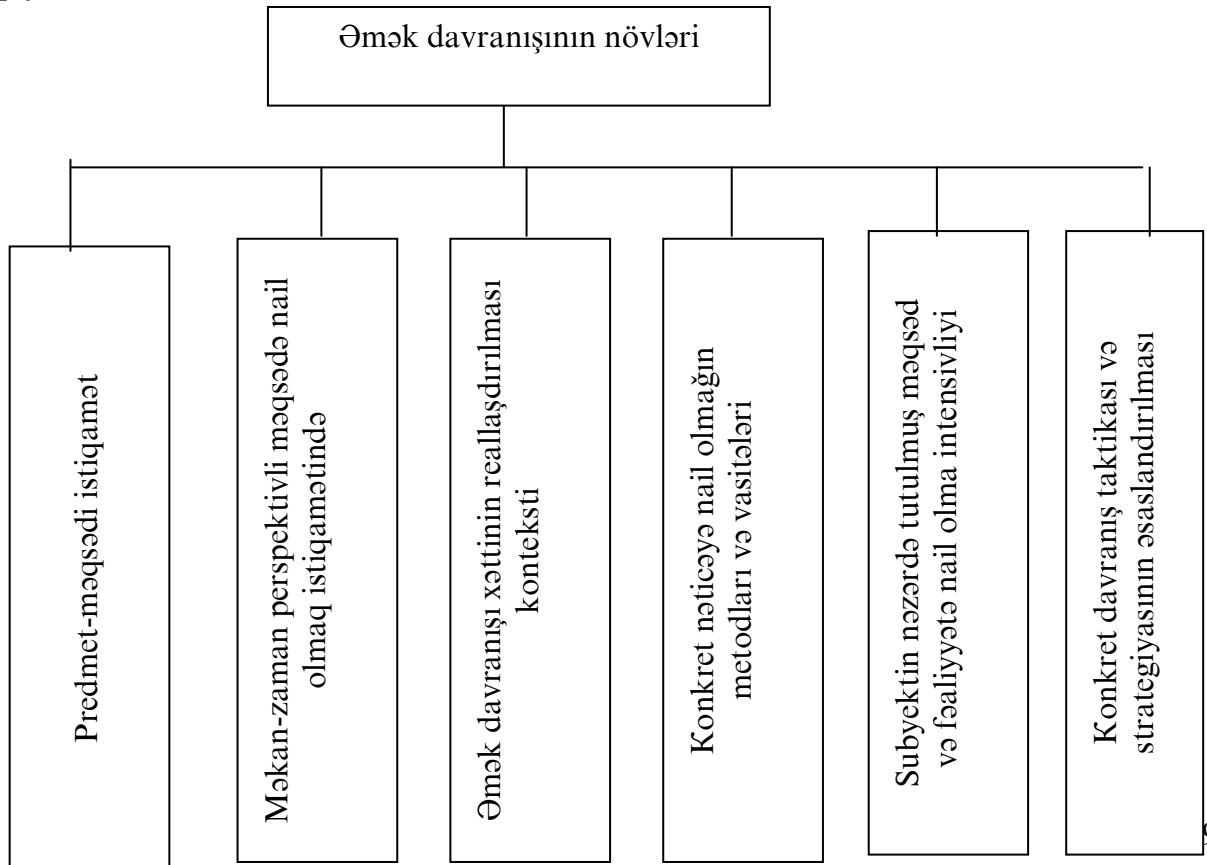 Əmək davranışının növləri
Predmet-məqsədi istiqamət
Məkan-zaman perspektivli məqsədə nail
olmaq istiqamətində
Əmək davranışı xəttinin reallaşdırılması
konteksti
Konkret nəticəyə nail olmağın
metodları və vasitələri
Subyektin nəzərdə tutulmuş məqsəd
və fəaliyyətə nail olma intensivliyi
Konkret davranış taktikası və
strategiyasının əsaslandırılması